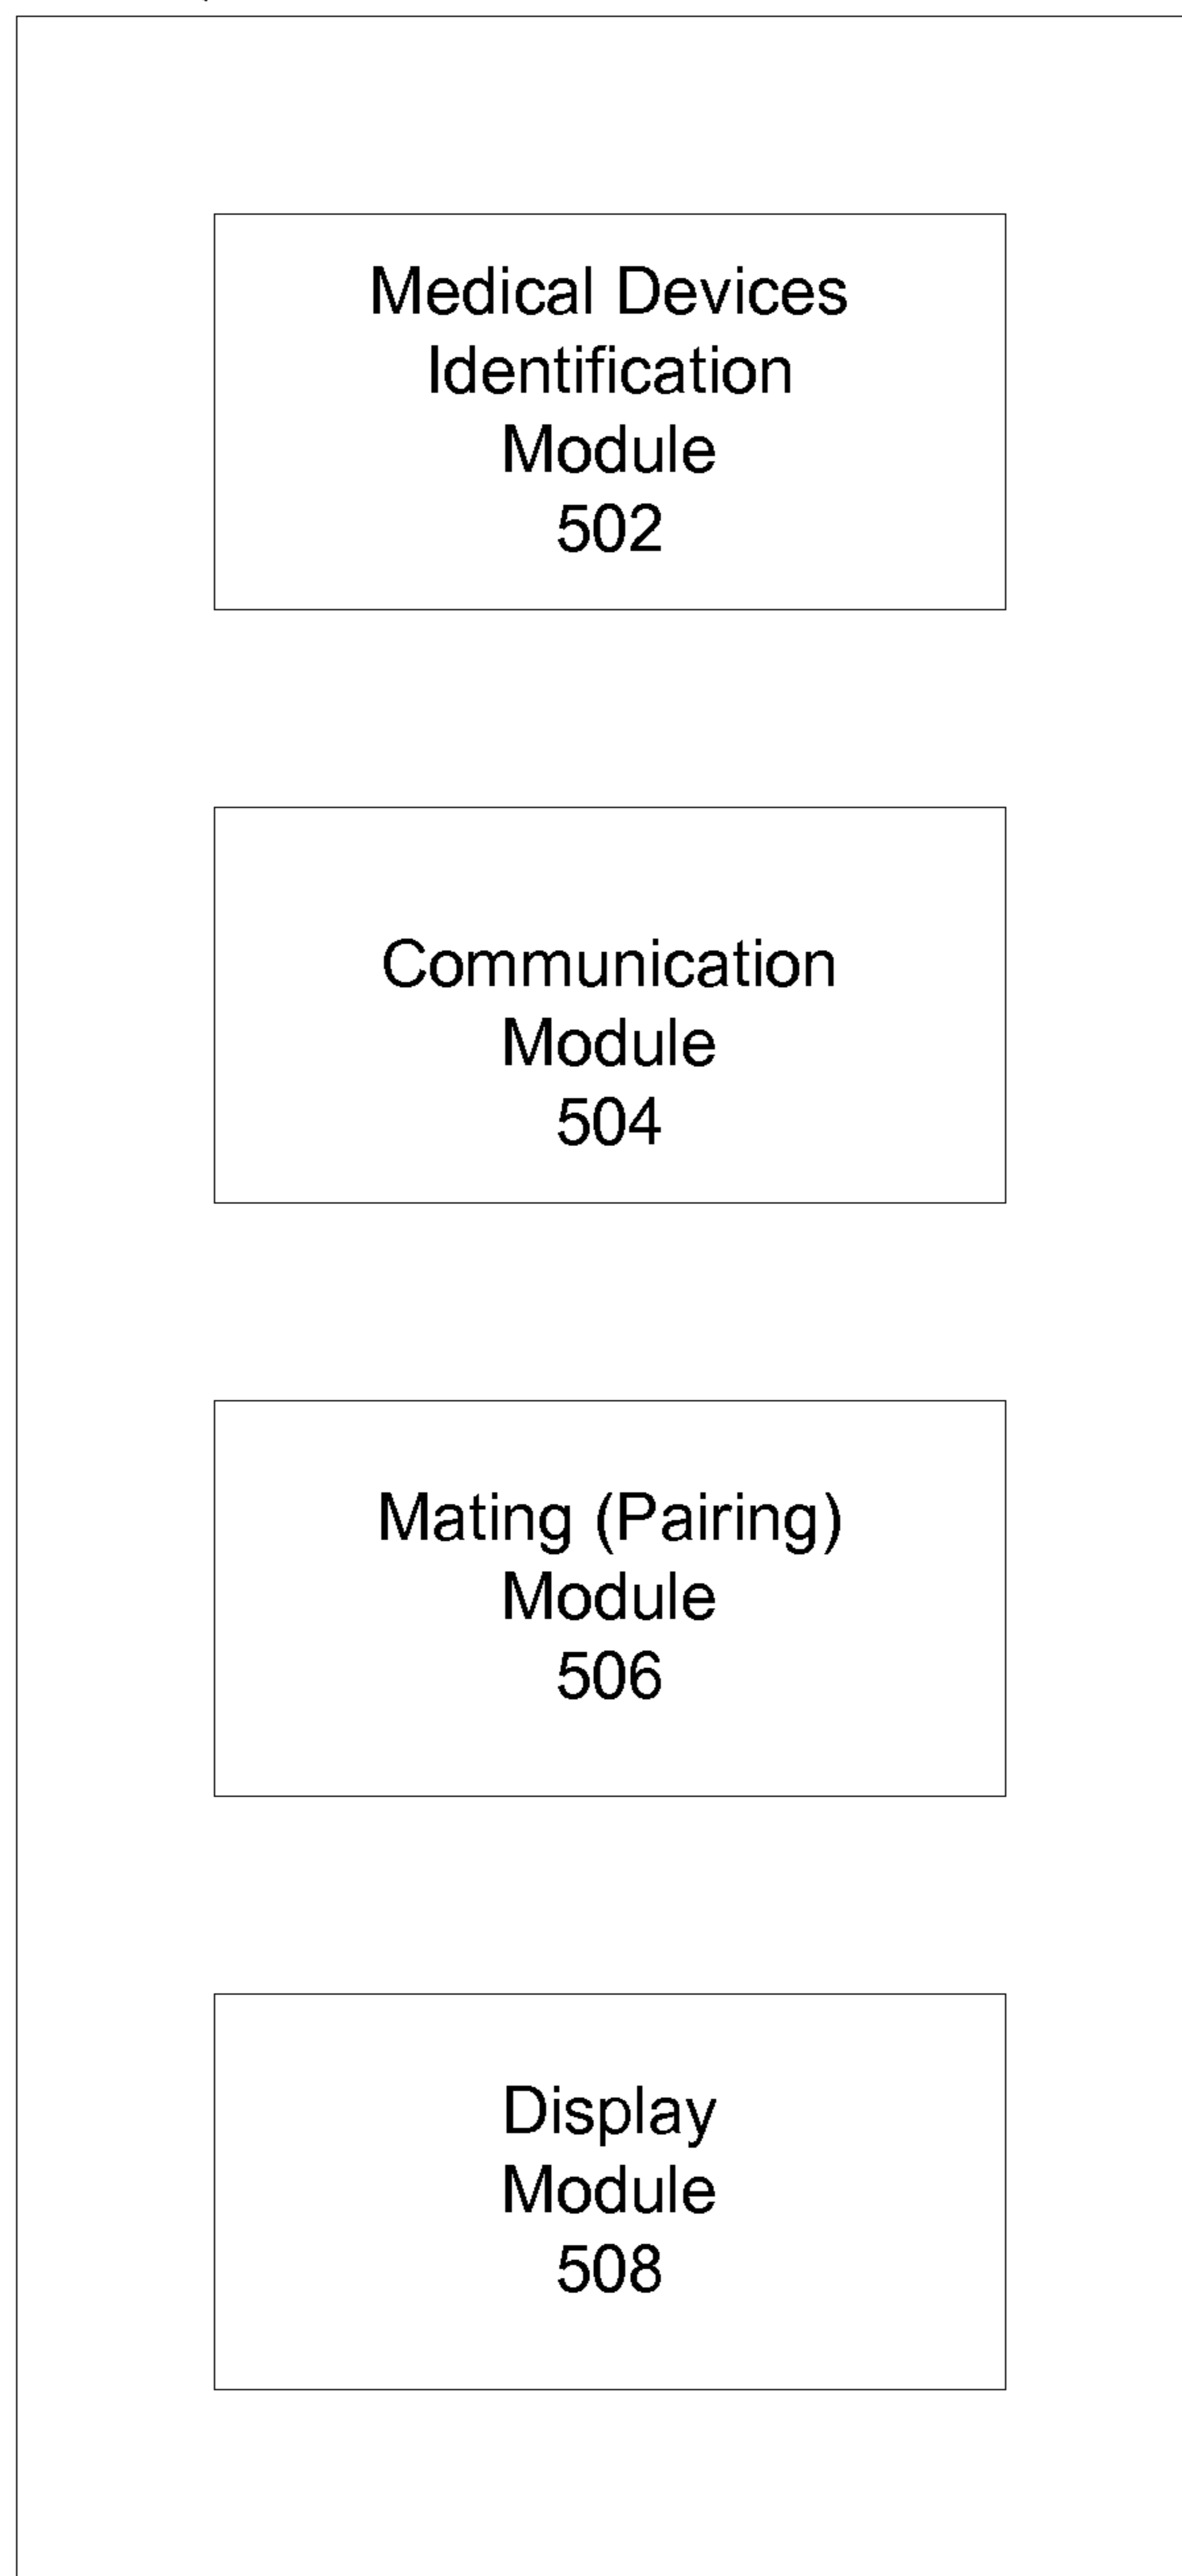 Medical Devices
Identification
Module
502
Communication
Module
504
Mating (Pairing)
Module
506
Display
Module
508